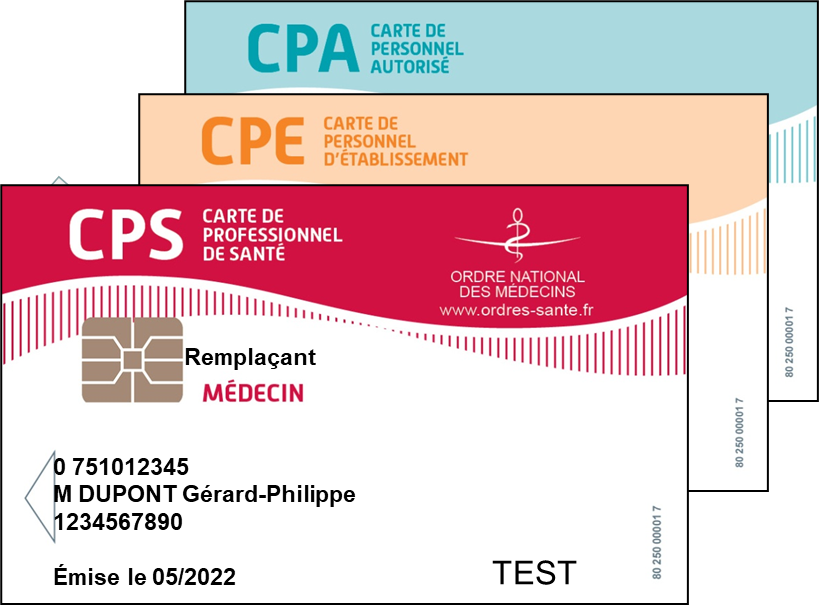 CPA
CARTE DE
PERSONNEL
AUTORISÉ
CPE
CARTE DE
PERSONNEL
D'ÉTABLISSEMENT
CPS
CARTE DE
PROFESSIONNEL
DE SANTÉ
ORDRE NATIONAL
DES MÉDECINS
www.ordres-sante.fr
Remplaçant
MÉDECIN
0 751012345
M DUPONT Gérard-Philippe
1234567890
Émise le 05/2022
TEST
80 250 00001 7
80 250 00001 7
80 250 00001 7